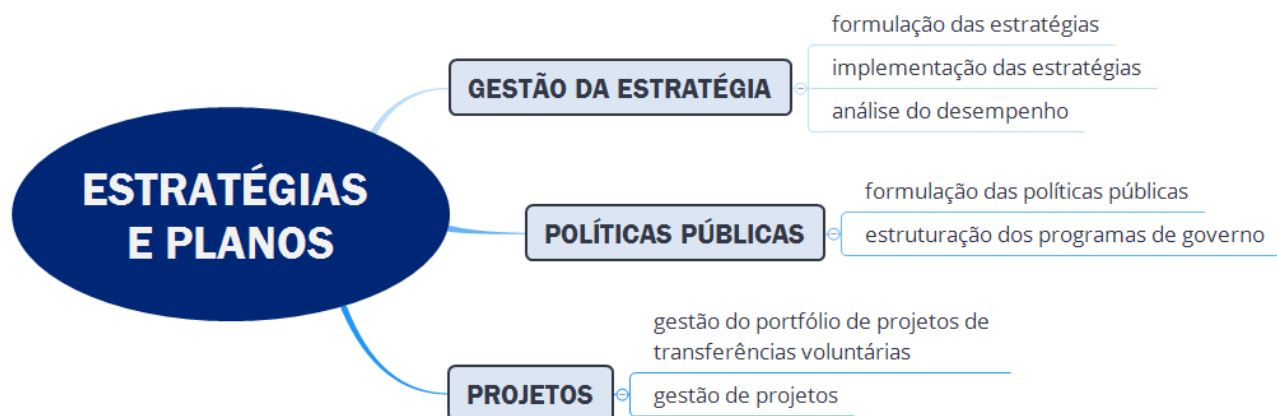 ESTRATÉGIAS
E PLANOS
GESTÃO DA ESTRATÉGIA
formulação das estratégias
implementação das estratégias
análise do desempenho
POLÍTICAS PÚBLICAS
formulação das políticas públicas
estruturação dos programas de governo
PROJETOS
gestão do portfólio de projetos de
transferências voluntárias
gestão de projetos